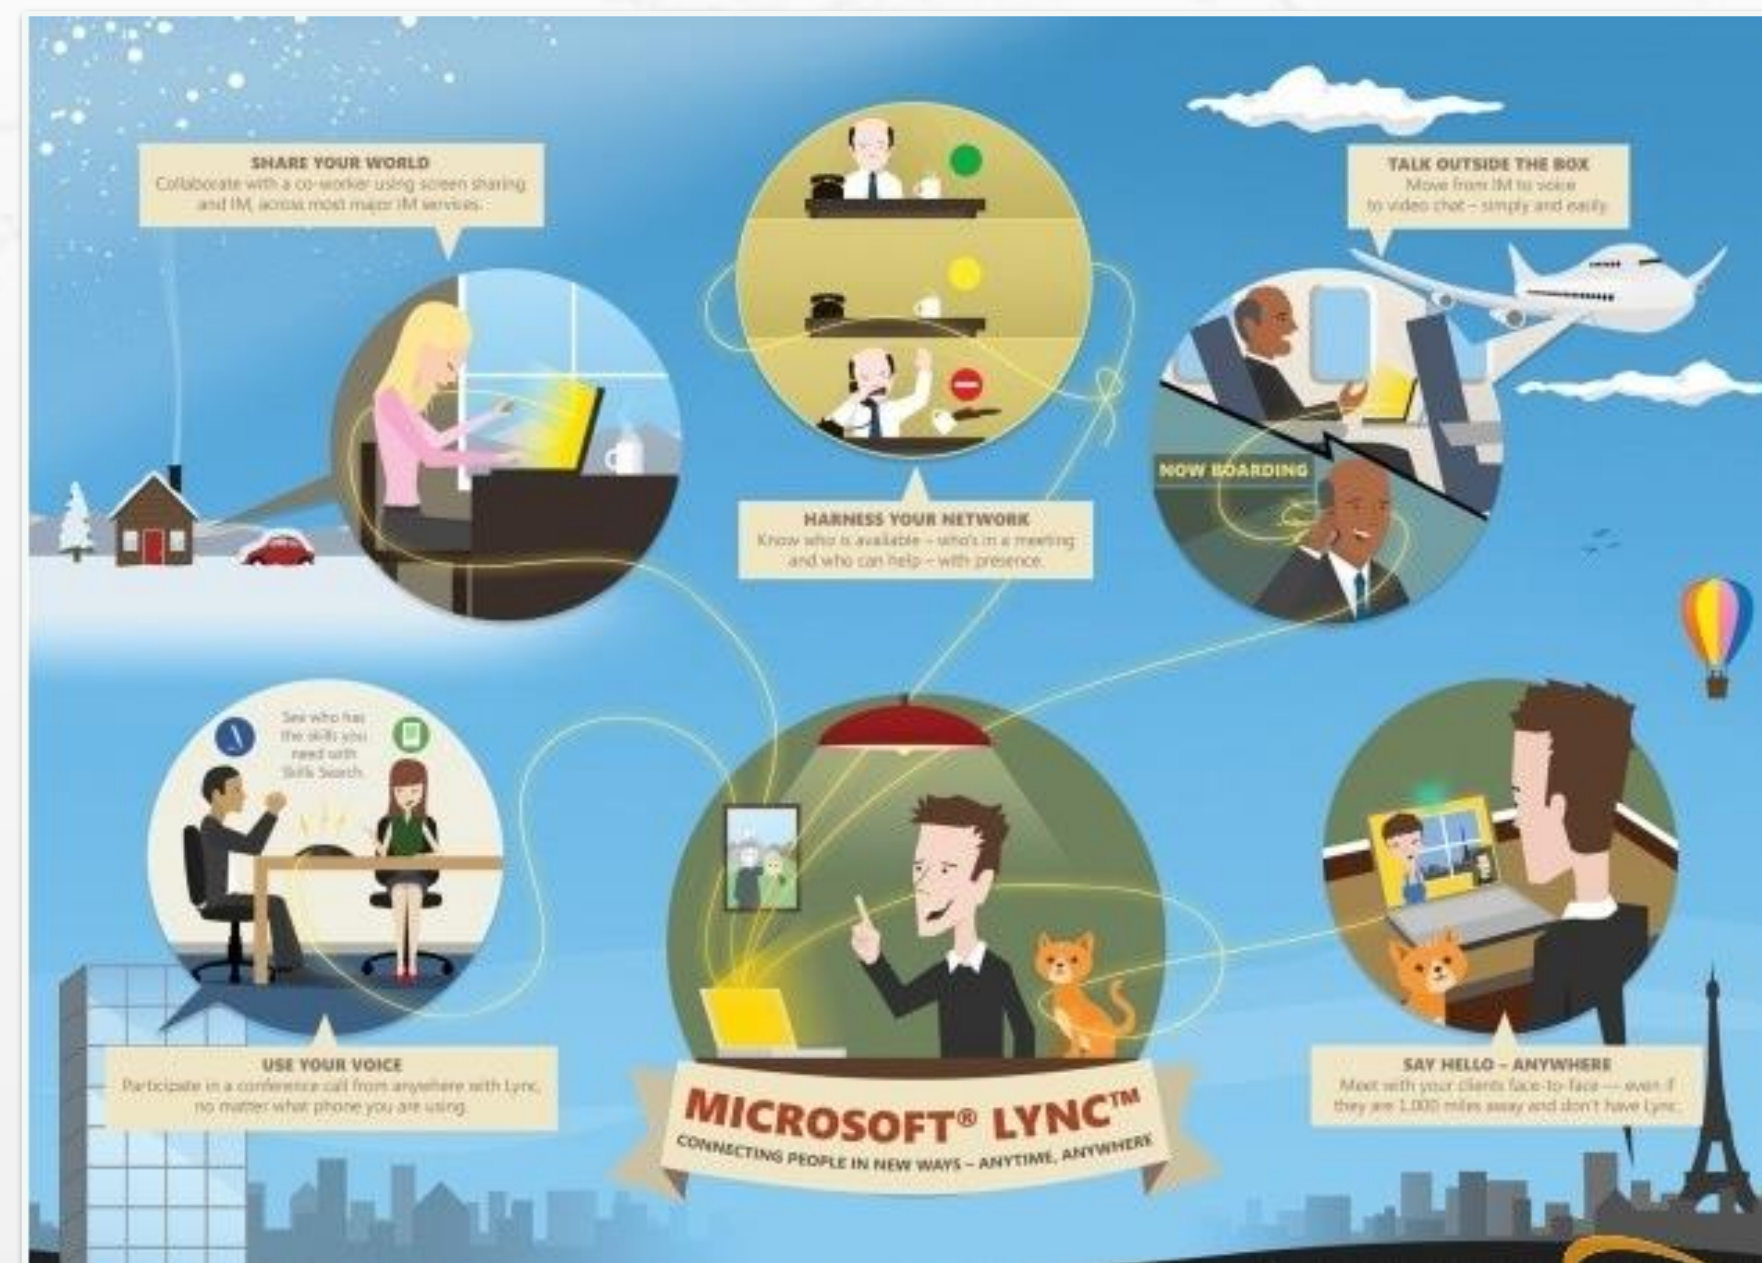 SHARE YOUR WORLD
Collaborate with a co-worker using screen sharing
and IM, across most major IM services.
TALK OUTSIDE THE BOX
Move from IM to voice
to video chat – simply and easily.
NOW BOARDING
HARNESS YOUR NETWORK
Know who is available – who's in a meeting
and who can help – with presence.
See who has
the skills you
need with
Skills Search.
USE YOUR VOICE
Participate in a conference call from anywhere with Lync,
no matter what phone you are using.
MICROSOFT® LYNC™
CONNECTING PEOPLE IN NEW WAYS – ANYTIME, ANYWHERE
SAY HELLO – ANYWHERE
Meet with your clients face-to-face — even if
they are 1,000 miles away and don't have Lync.